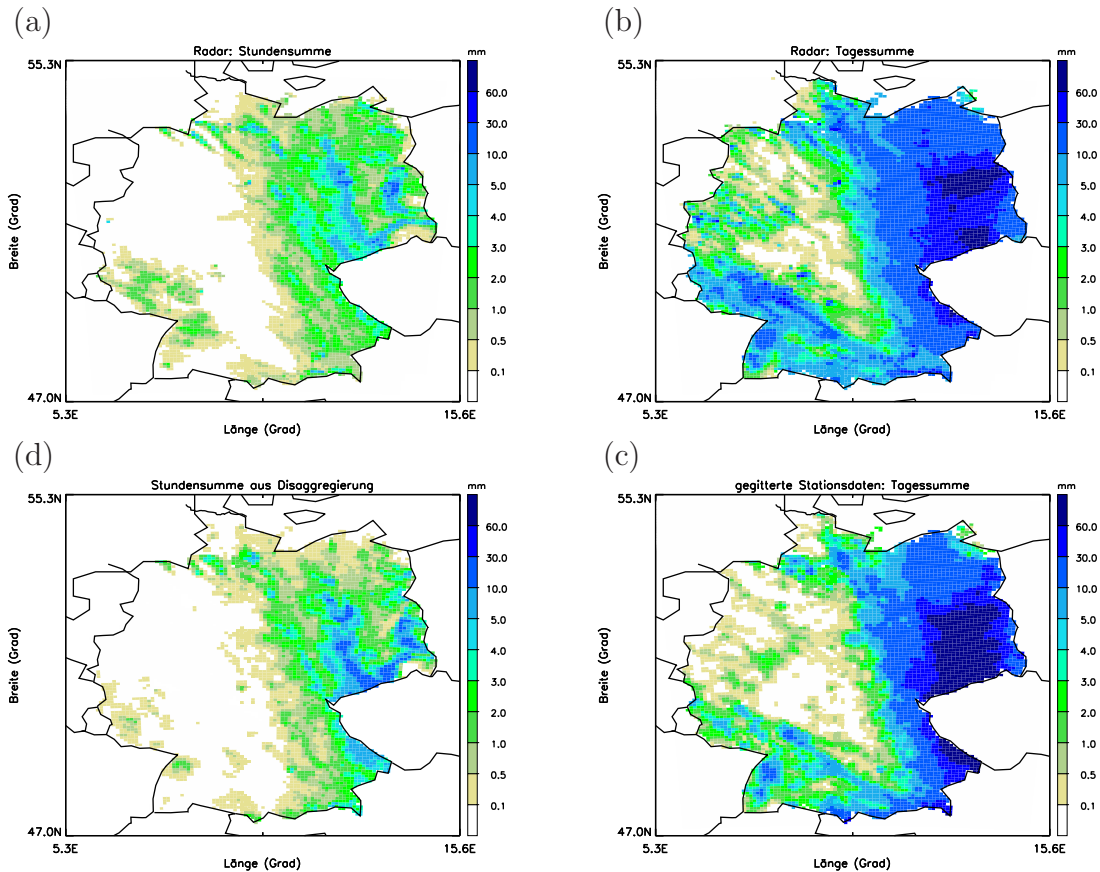 (a)
Radar: Stundensumme
mm
55.3N
60.0
30.0
10.0
5.0
4.0
3.0
2.0
1.0
0.5
0.1
Breite (Grad)
47.0N
5.3E
15.6E
Länge (Grad)
(b)
Radar: Tagessumme
mm
55.3N
60.0
30.0
10.0
5.0
4.0
3.0
2.0
1.0
0.5
0.1
Breite (Grad)
47.0N
5.3E
15.6E
Länge (Grad)
(d)
Stundensumme aus Disaggregierung
mm
55.3N
60.0
30.0
10.0
5.0
4.0
3.0
2.0
1.0
0.5
0.1
Breite (Grad)
47.0N
5.3E
15.6E
Länge (Grad)
(c)
gegitterte Stationsdaten: Tagessumme
mm
55.3N
60.0
30.0
10.0
5.0
4.0
3.0
2.0
1.0
0.5
0.1
Breite (Grad)
47.0N
5.3E
15.6E
Länge (Grad)